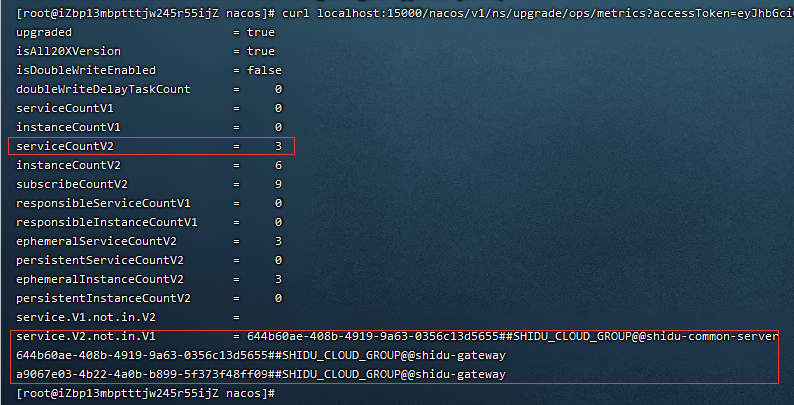 [root@iZbp13mbptttjw245r55ijZ nacos]# curl localhost:15000/nacos/v1/ns/upgrade/ops/metrics?accessToken=eyJhbGci
upgraded = true
isAll20XVersion = true
isDoubleWriteEnabled = false
doubleWriteDelayTaskCount = 0
serviceCountV1 = 0
instanceCountV1 = 0
serviceCountV2 = 3
instanceCountV2 = 6
subscribeCountV2 = 9
responsibleServiceCountV1 = 0
responsibleInstanceCountV1 = 0
ephemeralServiceCountV2 = 3
persistentServiceCountV2 = 0
ephemeralInstanceCountV2 = 3
persistentInstanceCountV2 = 0
service.V1.not.in.V2 =
service.V2.not.in.V1 = 644b60ae-408b-4919-9a63-0356c13d5655##SHIDU_CLOUD_GROUP@@shidu-common-server
644b60ae-408b-4919-9a63-0356c13d5655##SHIDU_CLOUD_GROUP@@shidu-gateway
a9067e03-4b22-4a0b-b899-5f373f48ff09##SHIDU_CLOUD_GROUP@@shidu-gateway
[root@iZbp13mbptttjw245r55ijZ nacos]#